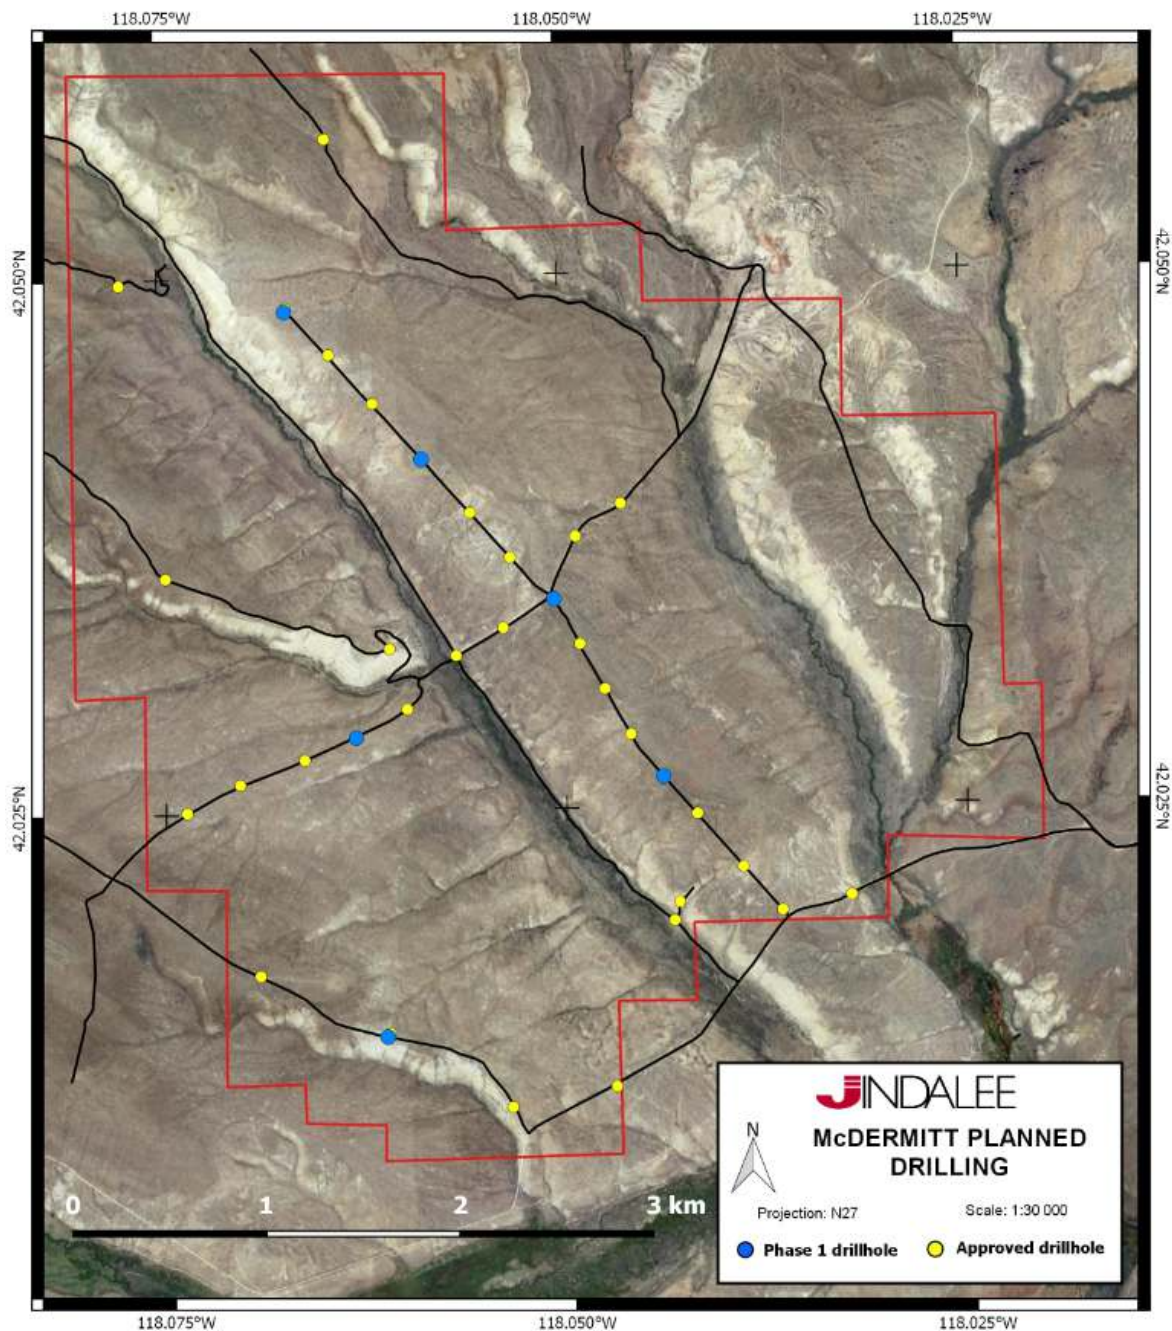 118.075°W 118.050°W 118.025°W
42.050°N 42.050°N
42.025°N 42.025°N
0 1 2 3 km
JINDALEE
N
McDERMITT PLANNED
DRILLING
Projection: N27 Scale: 1:30 000
Phase 1 drillhole Approved drillhole
118.075°W 118.050°W 118.025°W